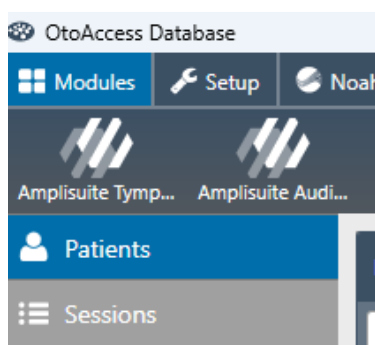 OtoAccess Database
Modules Setup Noah
Amplisuite Tymp... Amplisuite Audi...
Patients
Sessions